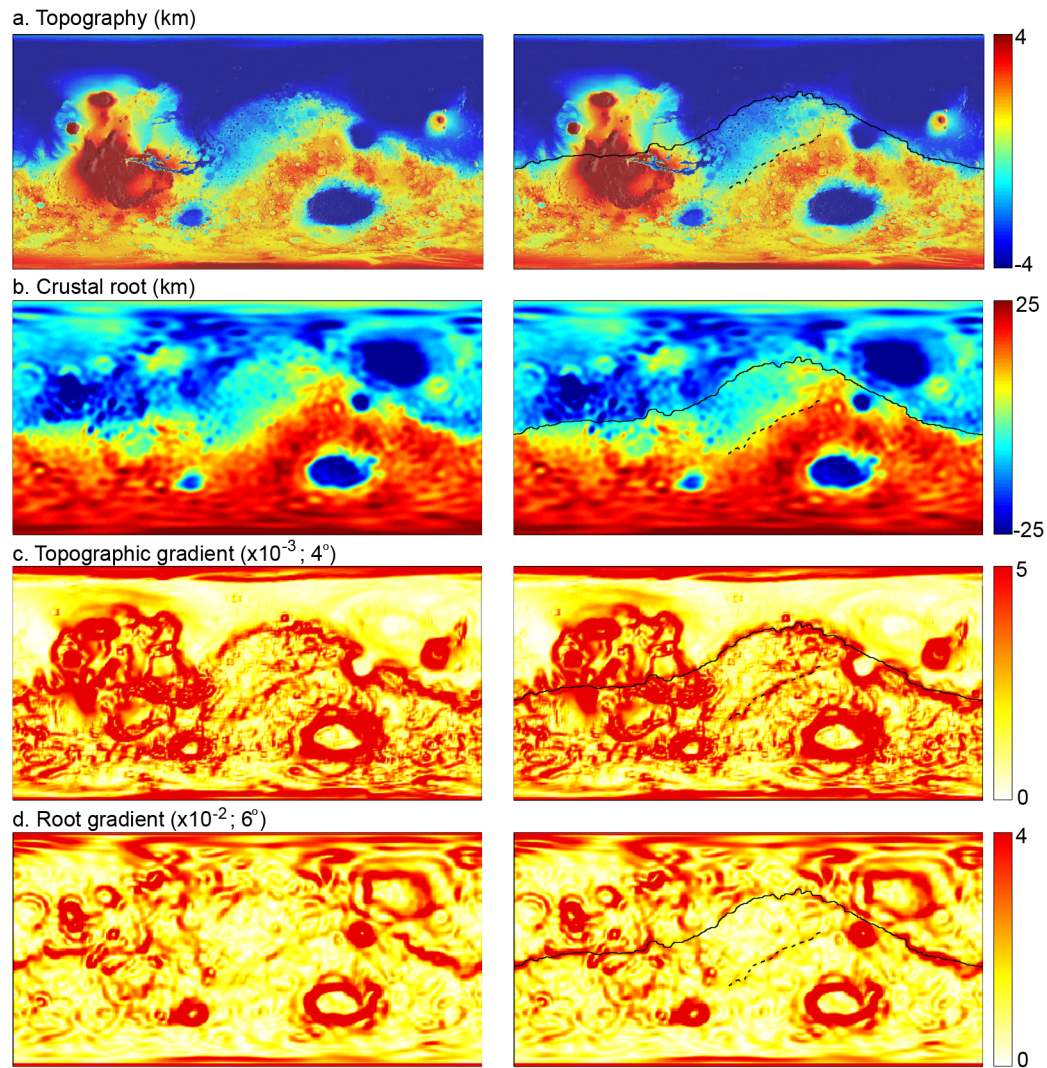 a. Topography (km)
4
-4
b. Crustal root (km)
25
-25
c. Topographic gradient (x10⁻³ ; 4°)
5
0
d. Root gradient (x10⁻² ; 6°)
4
0